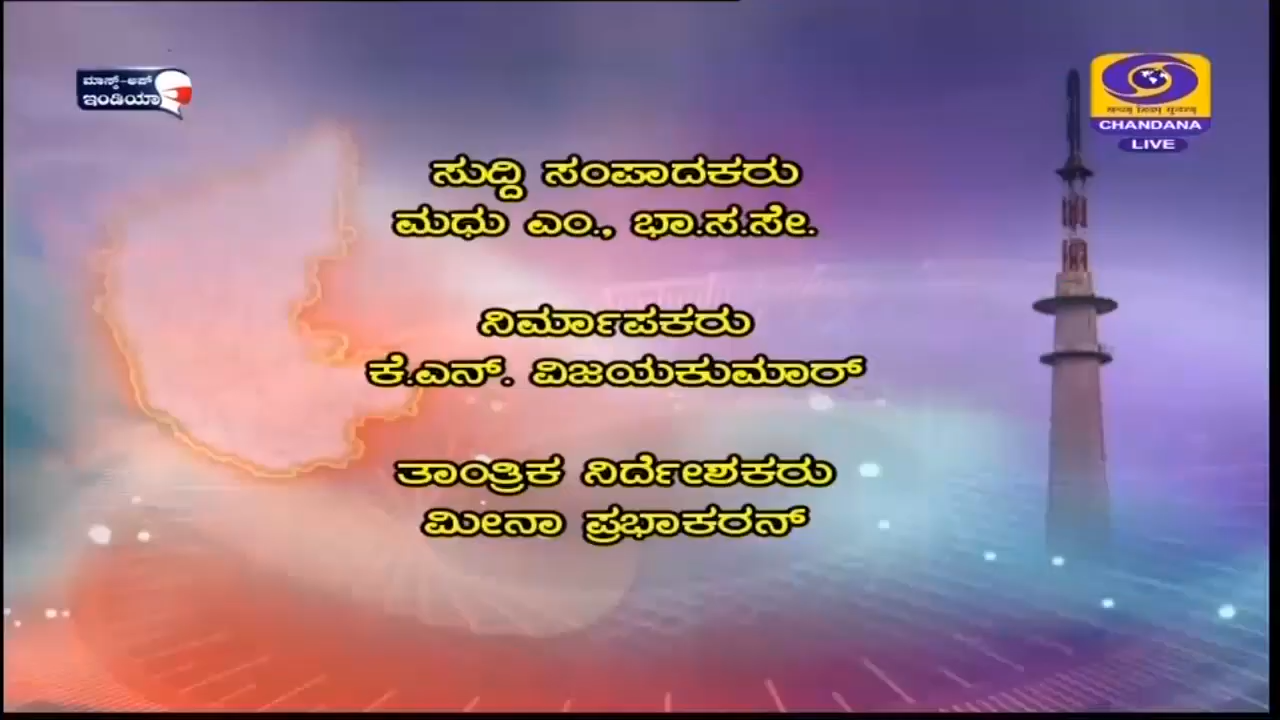 ಮಾಸ್ಕ್-ಅಪ್
ಇಂಡಿಯಾ
CHANDANA
LIVE
ಸುದ್ದಿ ಸಂಪಾದಕರು
ಮಧು ಎಂ., ಭಾ.ಸ.ಸೇ.
ನಿರ್ಮಾಪಕರು
ಕೆ.ಎನ್. ವಿಜಯಕುಮಾರ್
ತಾಂತ್ರಿಕ ನಿರ್ದೇಶಕರು
ಮೀನಾ ಪ್ರಭಾಕರನ್